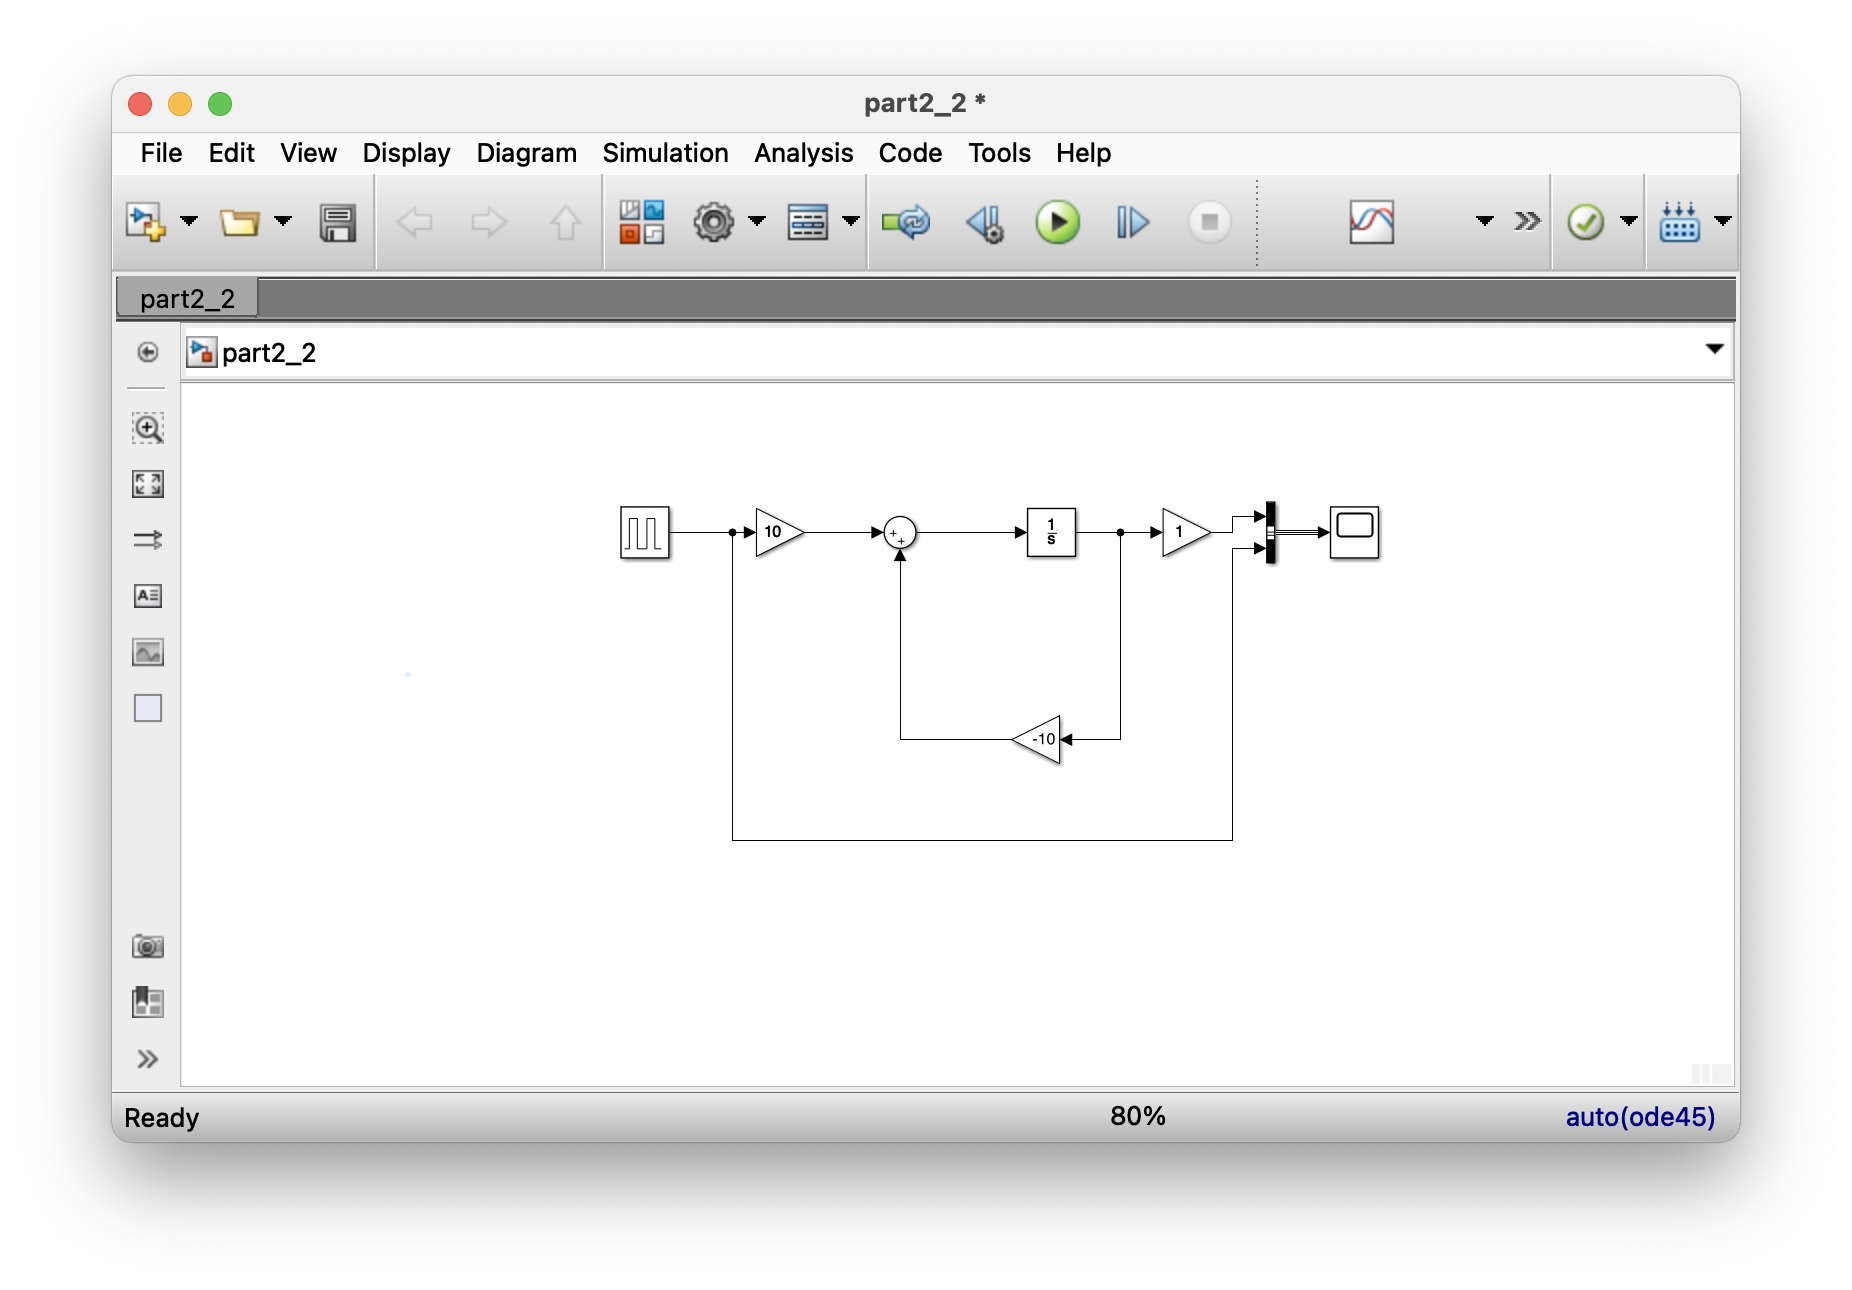 part2_2 *
File Edit View Display Diagram Simulation Analysis Code Tools Help
part2_2
part2_2
10
+
+
1
s
1
-10
Ready 80% auto(ode45)